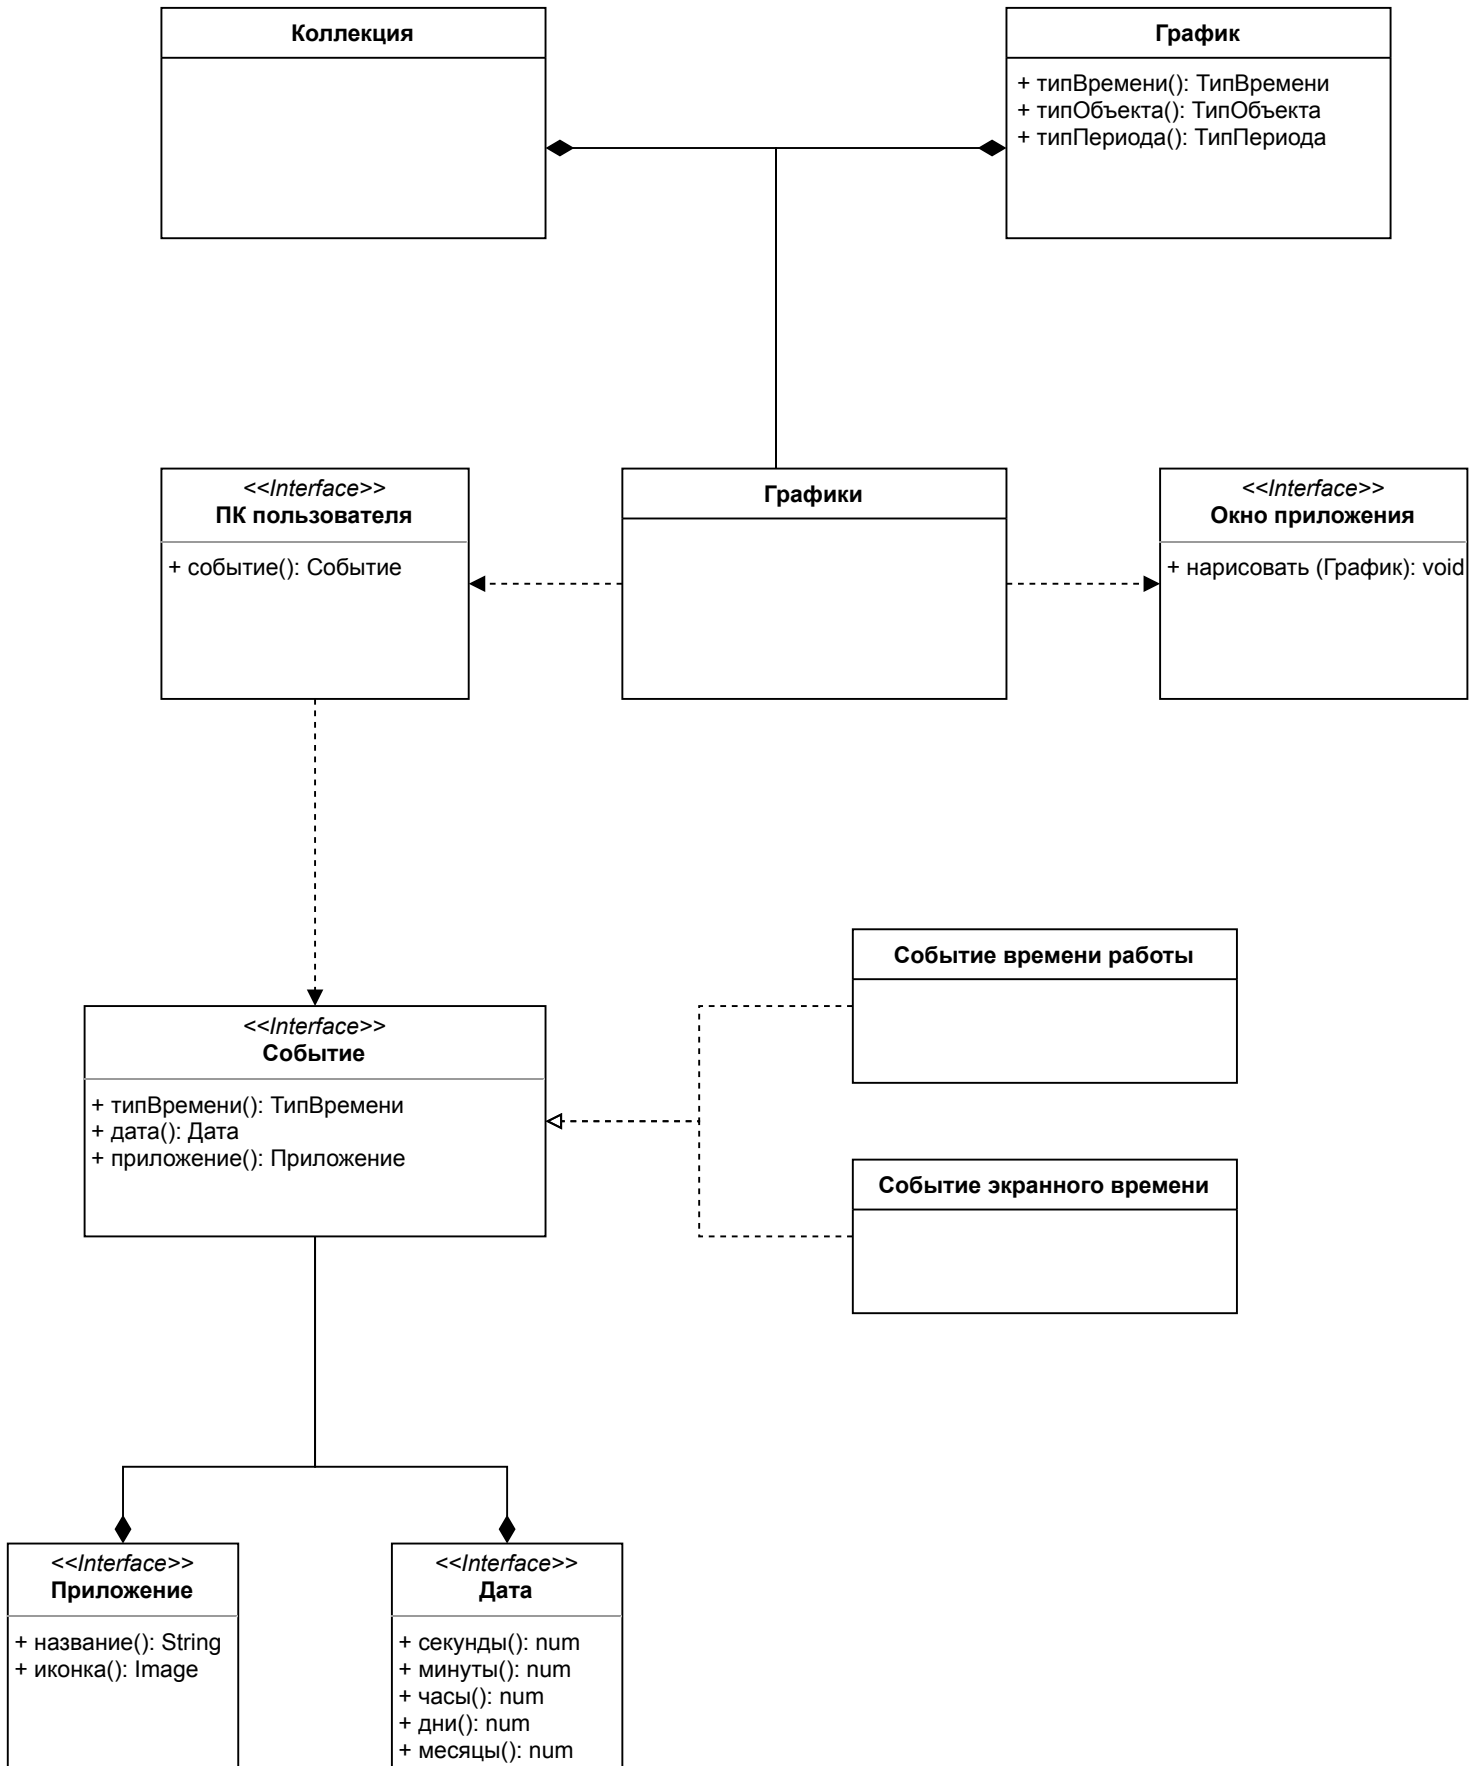 Коллекция
График
+ типВремени(): ТипВремени
+ типОбъекта(): ТипОбъекта
+ типПериода(): ТипПериода
<<Interface>>
ПК пользователя
+ событие(): Событие
Графики
<<Interface>>
Окно приложения
+ нарисовать (График): void
Событие времени работы
<<Interface>>
Событие
+ типВремени(): ТипВремени
+ дата(): Дата
+ приложение(): Приложение
Событие экранного времени
<<Interface>>
Приложение
+ название(): String
+ иконка(): Image
<<Interface>>
Дата
+ секунды(): num
+ минуты(): num
+ часы(): num
+ дни(): num
+ месяцы(): num